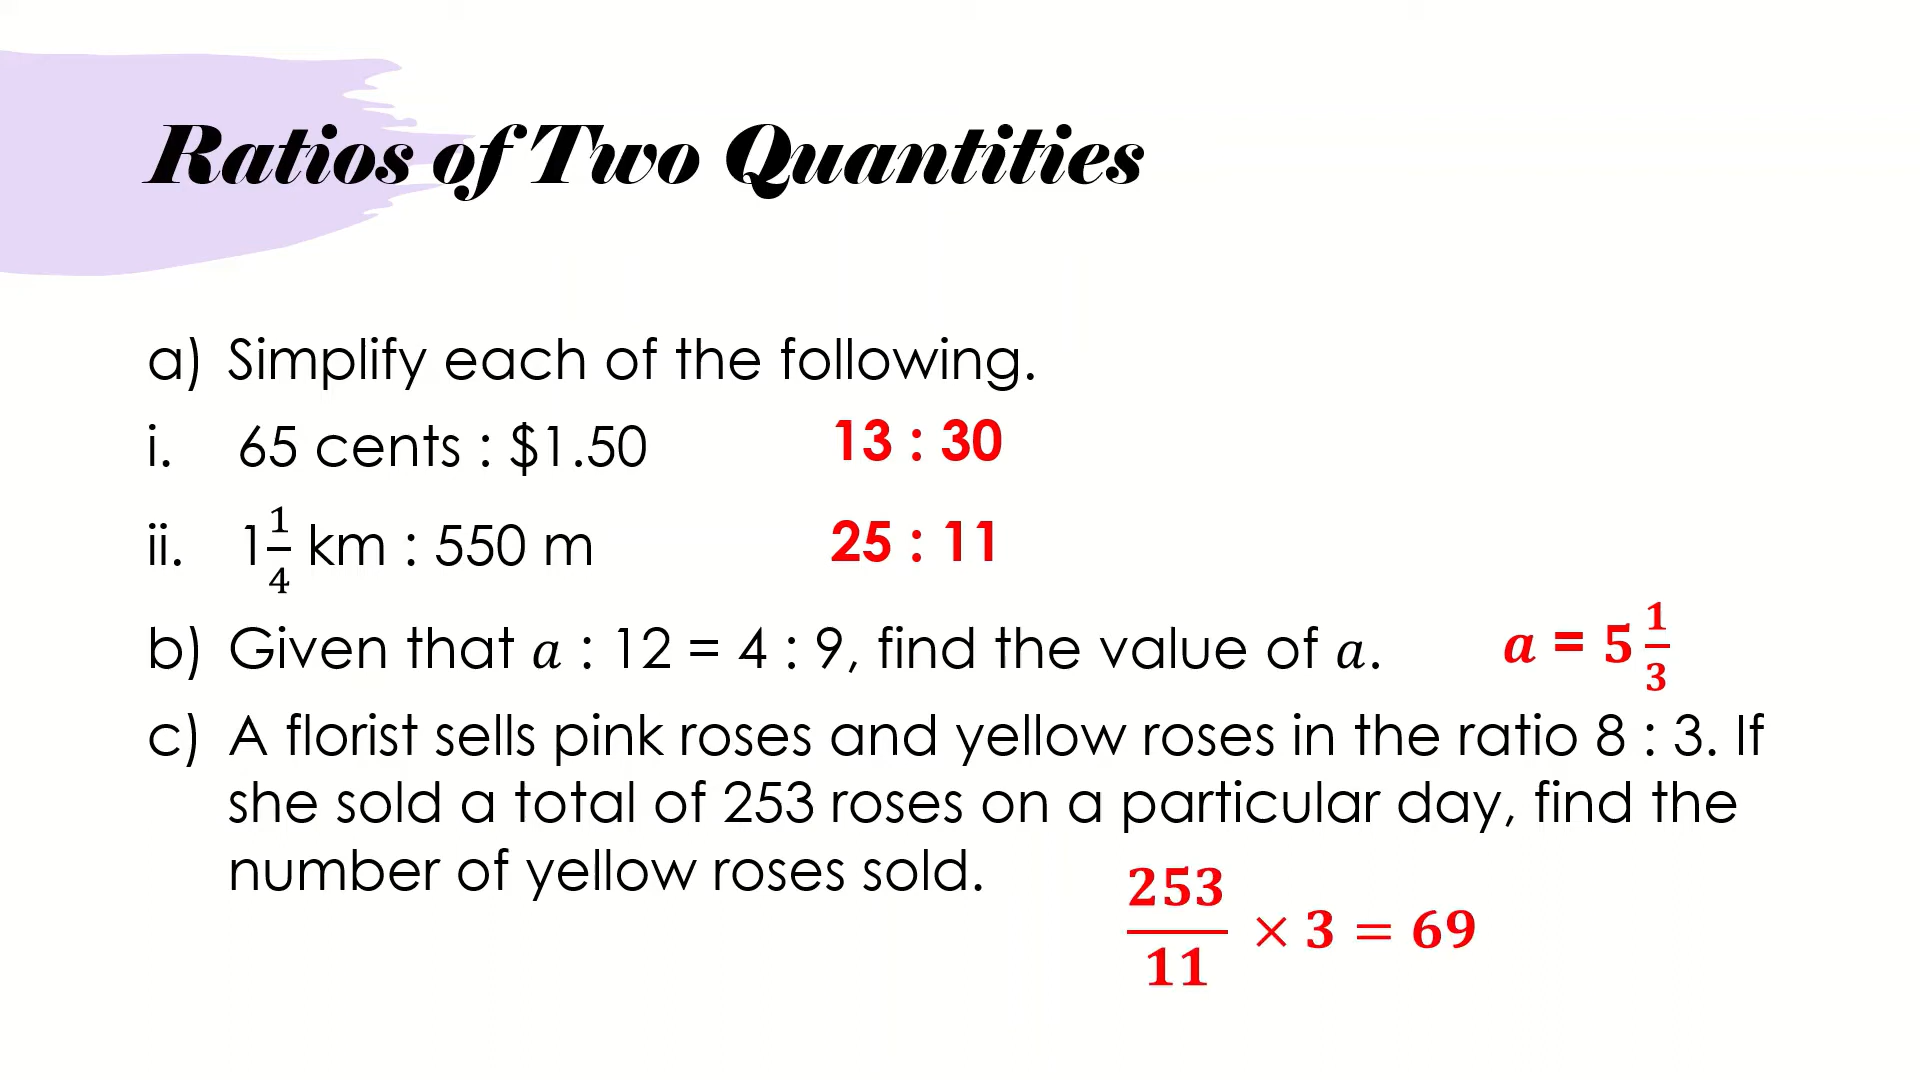 Ratios of Two Quantities
a) Simplify each of the following.
i. 65 cents : $1.50 13 : 30
ii. 1 1/4 km : 550 m 25 : 11
b) Given that a : 12 = 4 : 9, find the value of a. a = 5 1/3
c) A florist sells pink roses and yellow roses in the ratio 8 : 3. If
she sold a total of 253 roses on a particular day, find the
number of yellow roses sold.
253/11 × 3 = 69